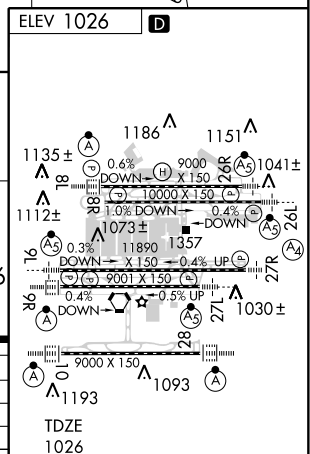 ELEV 1026 D
1186 1151
1135 ± A A5 1041 ±
P 0.6% H 9000 26R
8L DOWN X 150
P 10000 X 150 P
1112 ± 8R 1.0% DOWN 0.4% P 26L
1073 ± DOWN A5
A5 1357 A4
9L 0.3% 11890 0.4% UP P
DOWN X 150 27R
P P 9001 X 150 P
9R 0.4% 0.5% UP 27L 1030 ±
A DOWN A5
28
A 10 9000 X 150 A
1193 1093
TDZE
1026